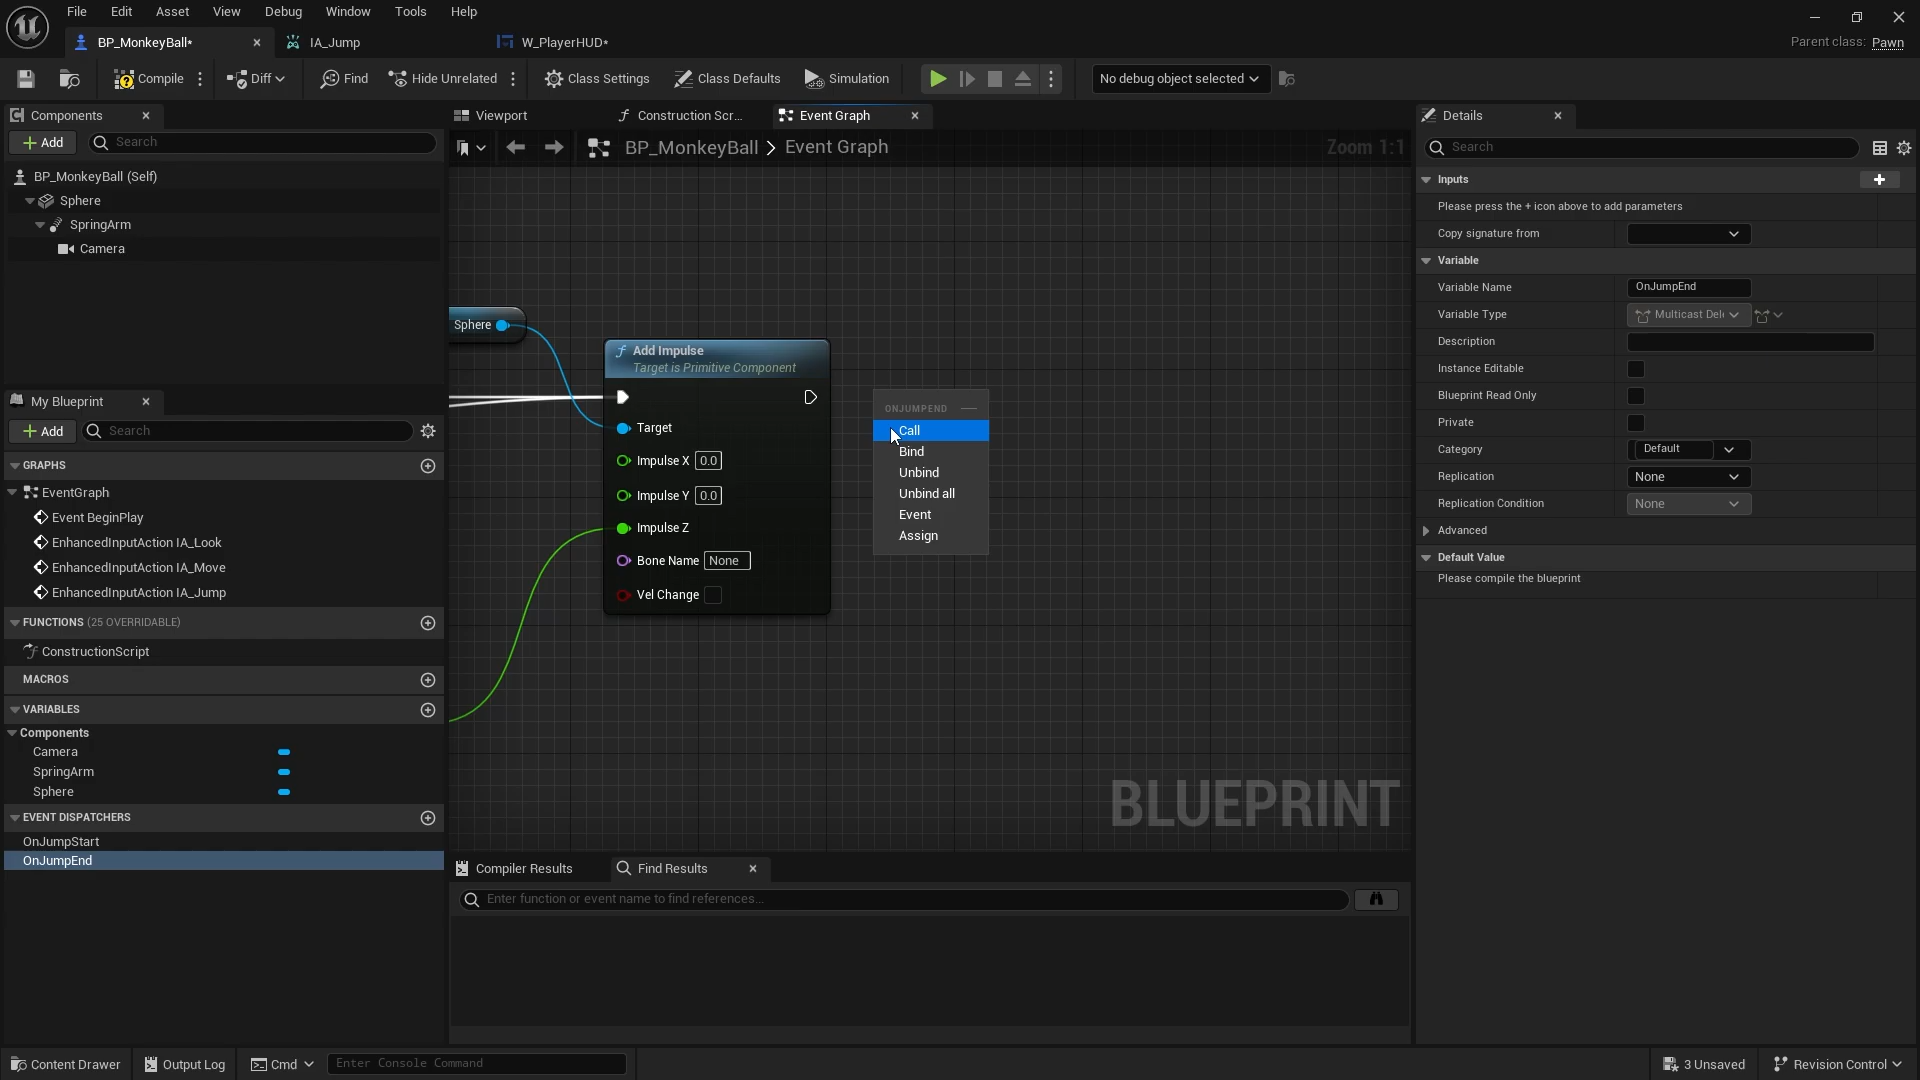 File Edit Asset View Debug Window Tools Help
BP_MonkeyBall* IA_Jump W_PlayerHUD* Parent class: Pawn
Compile Diff Find Hide Unrelated Class Settings Class Defaults Simulation No debug object selected
Components
Add Search
BP_MonkeyBall (Self)
Sphere
SpringArm
Camera
My Blueprint
Add Search
GRAPHS
EventGraph
Event BeginPlay
EnhancedInputAction IA_Look
EnhancedInputAction IA_Move
EnhancedInputAction IA_Jump
FUNCTIONS (25 OVERRIDABLE)
ConstructionScript
MACROS
VARIABLES
Components
Camera
SpringArm
Sphere
EVENT DISPATCHERS
OnJumpStart
OnJumpEnd
Viewport Construction Scr... Event Graph
BP_MonkeyBall > Event Graph Zoom 1:1
Sphere
Add Impulse
Target is Primitive Component
Target
Impulse X 0.0
Impulse Y 0.0
Impulse Z
Bone Name None
Vel Change
ONJUMPEND
Call
Bind
Unbind
Unbind all
Event
Assign
BLUEPRINT
Compiler Results Find Results
Enter function or event name to find references...
Details
Search
Inputs
Please press the + icon above to add parameters
Copy signature from
Variable
Variable Name OnJumpEnd
Variable Type Multicast Dele
Description
Instance Editable
Blueprint Read Only
Private
Category Default
Replication None
Replication Condition None
Advanced
Default Value
Please compile the blueprint
Content Drawer Output Log Cmd Enter Console Command 3 Unsaved Revision Control